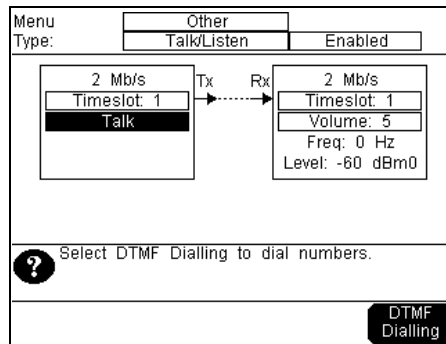 Menu Other
Type: Talk/Listen Enabled
2 Mb/s Tx Rx 2 Mb/s
Timeslot: 1 Timeslot: 1
Talk Volume: 5
Freq: 0 Hz
Level: -60 dBm0
? Select DTMF Dialling to dial numbers.
DTMF
Dialling